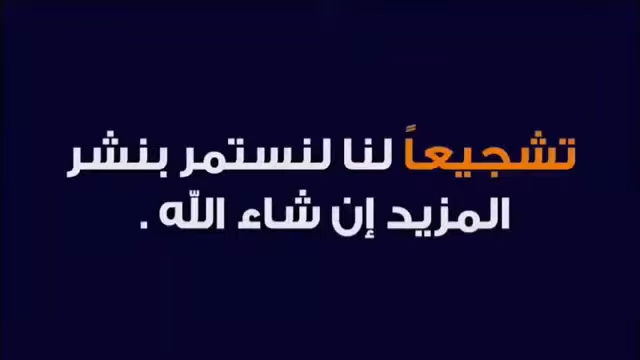 تشجيعاً لنا لنستمر بنشر
المزيد إن شاء الله .